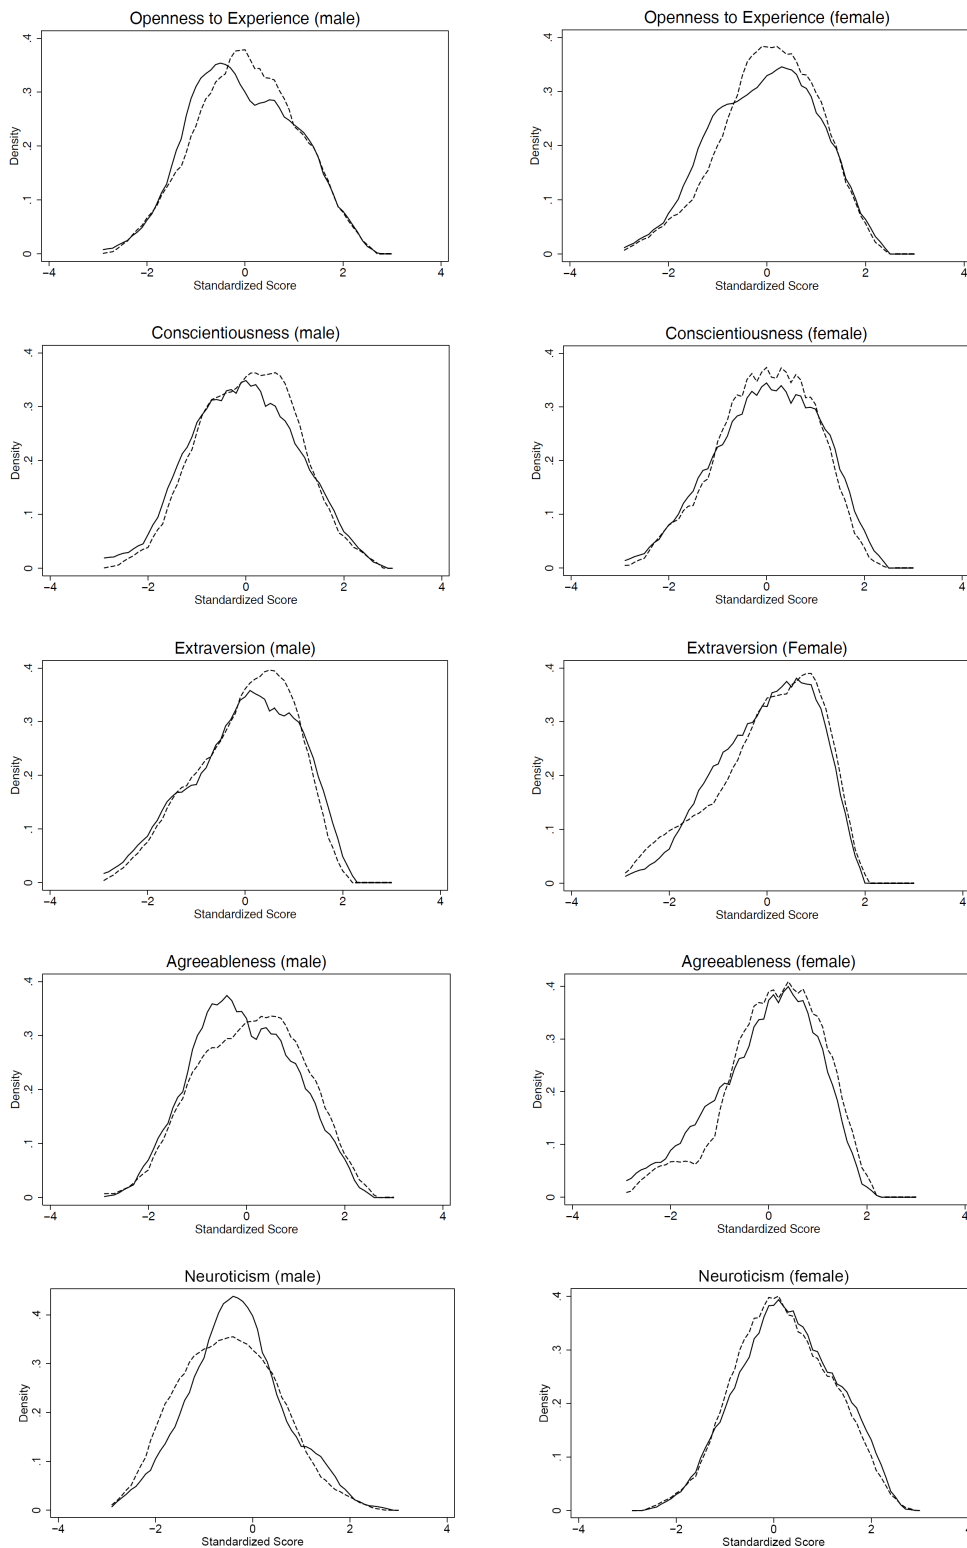 Openness to Experience (male)
.4
.3
.2
.1
0
Density
−4 −2 0 2 4
Standardized Score
Openness to Experience (female)
.4
.3
.2
.1
0
Density
−4 −2 0 2 4
Standardized Score
Conscientiousness (male)
.4
.3
.2
.1
0
Density
−4 −2 0 2 4
Standardized Score
Conscientiousness (female)
.4
.3
.2
.1
0
Density
−4 −2 0 2 4
Standardized Score
Extraversion (male)
.4
.3
.2
.1
0
Density
−4 −2 0 2 4
Standardized Score
Extraversion (Female)
.4
.3
.2
.1
0
Density
−4 −2 0 2 4
Standardized Score
Agreeableness (male)
.4
.3
.2
.1
0
Density
−4 −2 0 2 4
Standardized Score
Agreeableness (female)
.4
.3
.2
.1
0
Density
−4 −2 0 2 4
Standardized Score
Neuroticism (male)
.4
.3
.2
.1
0
Density
−4 −2 0 2 4
Standardized Score
Neuroticism (female)
.4
.3
.2
.1
0
Density
−4 −2 0 2 4
Standardized Score